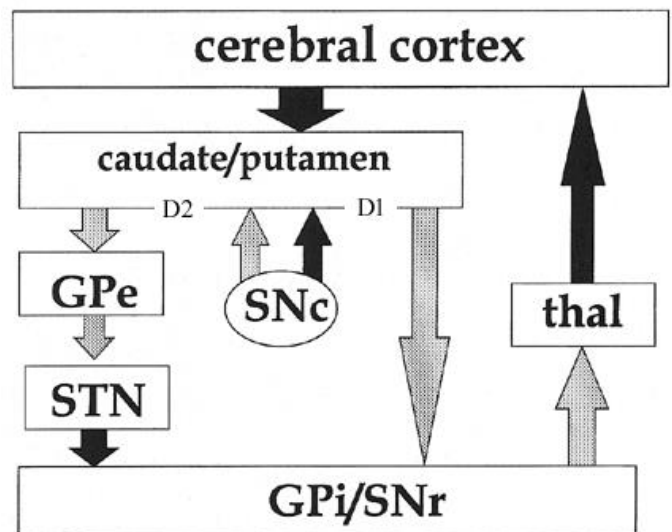 cerebral cortex
caudate/putamen
D2
D1
GPe
SNc
thal
STN
GPi/SNr